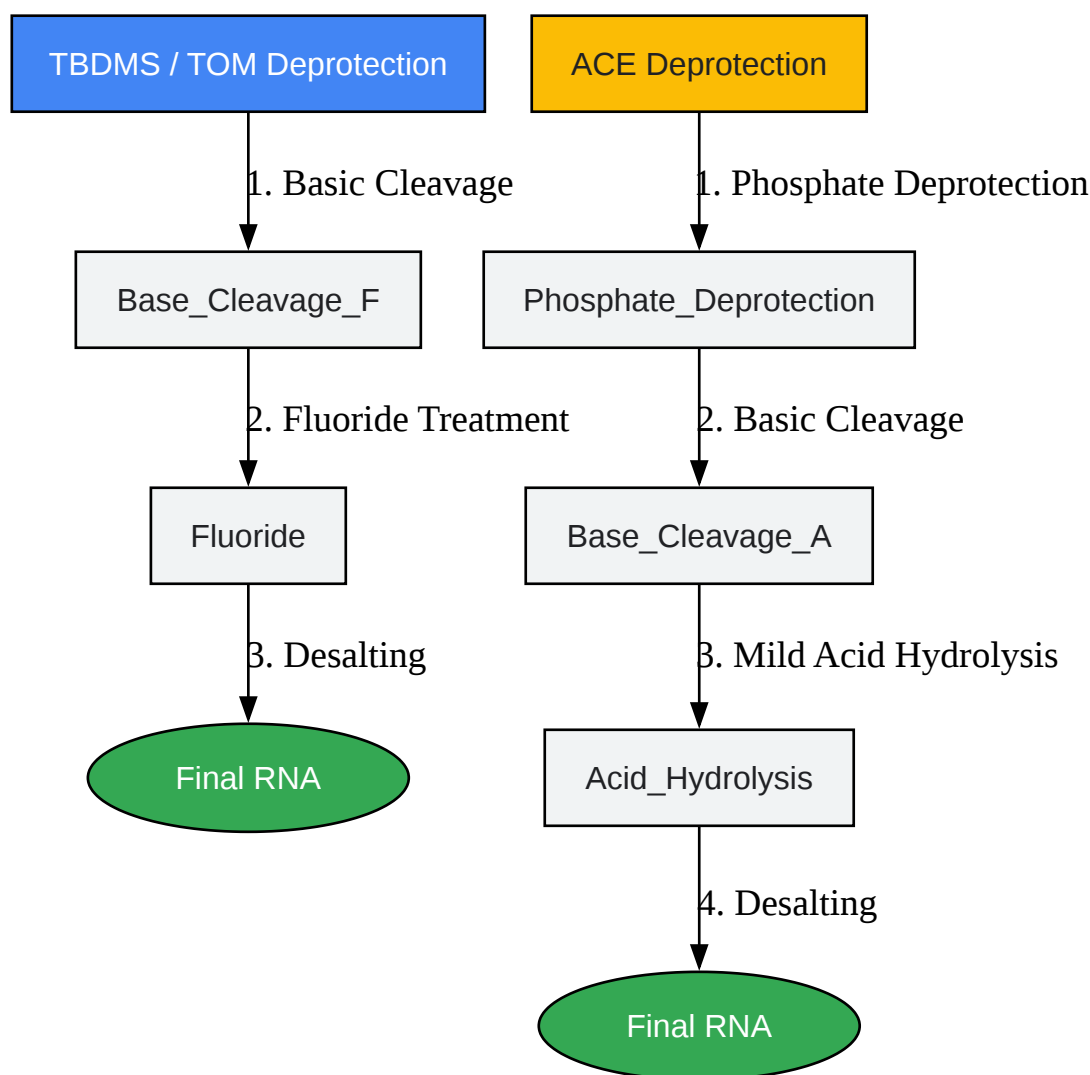 TBDMS / TOM Deprotection
1. Basic Cleavage
Base_Cleavage_F
2. Fluoride Treatment
Fluoride
3. Desalting
Final RNA
ACE Deprotection
1. Phosphate Deprotection
Phosphate_Deprotection
2. Basic Cleavage
Base_Cleavage_A
3. Mild Acid Hydrolysis
Acid_Hydrolysis
4. Desalting
Final RNA